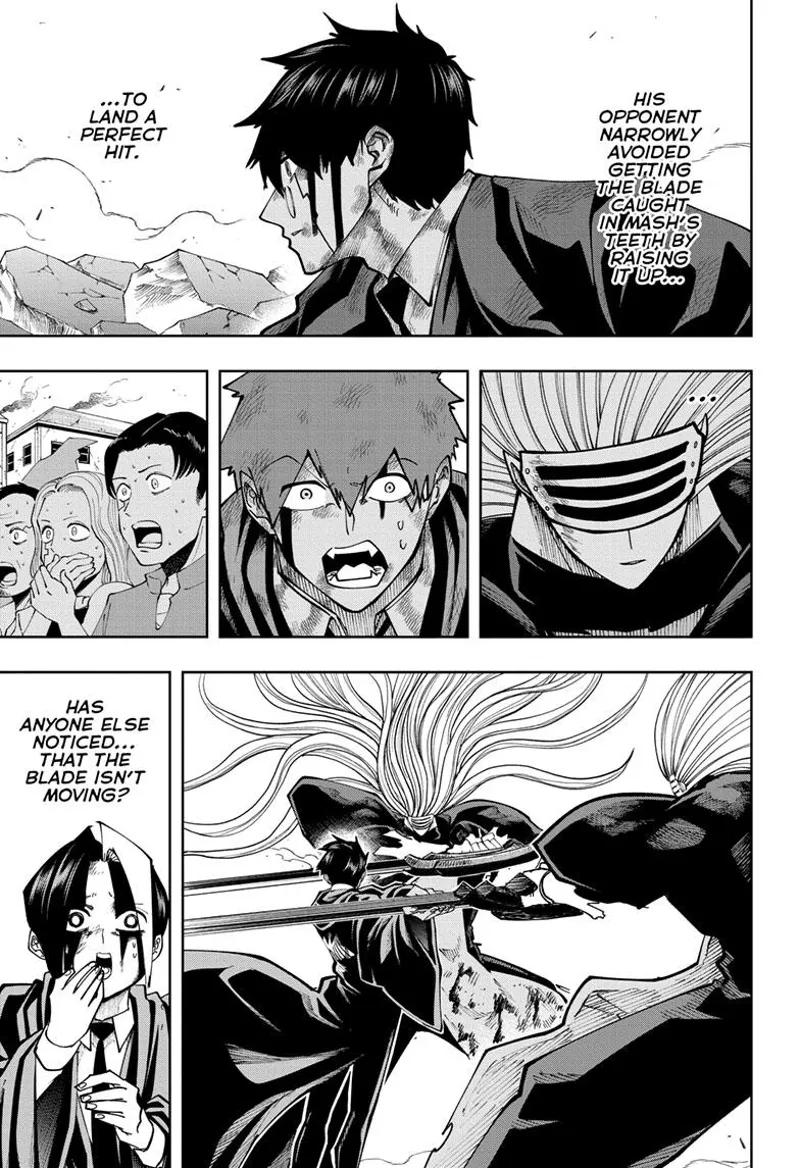 HIS
OPPONENT
NARROWLY
AVOIDED
GETTING
THE BLADE
CAUGHT
IN MASH'S
TEETH BY
RAISING
IT UP...
...TO
LAND A
PERFECT
HIT.
...
HAS
ANYONE ELSE
NOTICED...
THAT THE
BLADE ISN'T
MOVING?